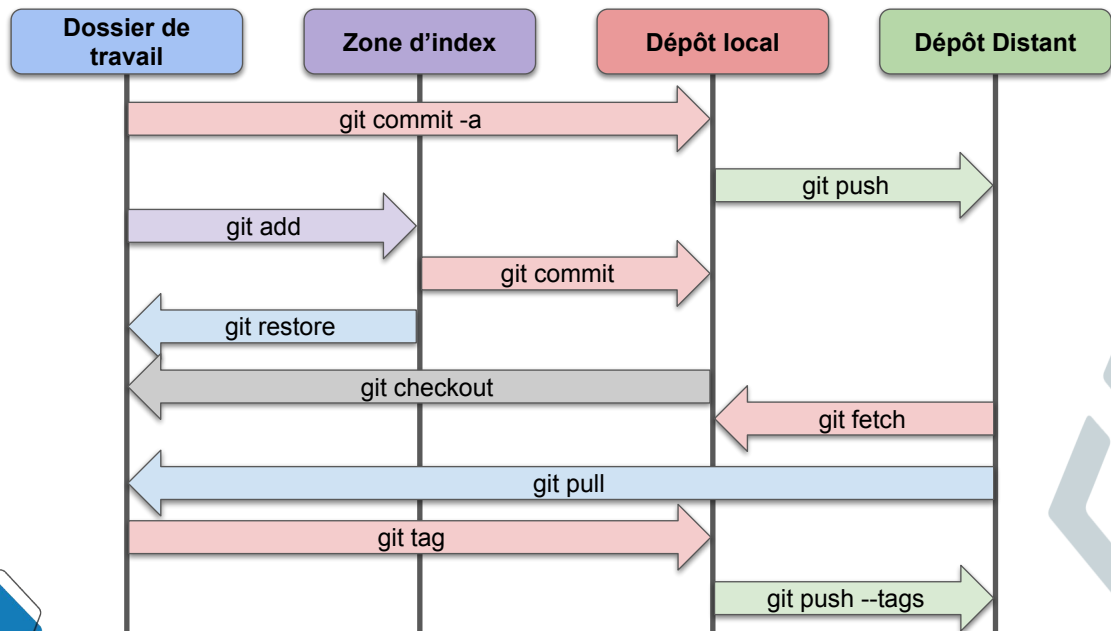 Dossier de
travail
Zone d'index
Dépôt local
Dépôt Distant
git commit -a
git push
git add
git commit
git restore
git checkout
git fetch
git pull
git tag
git push --tags